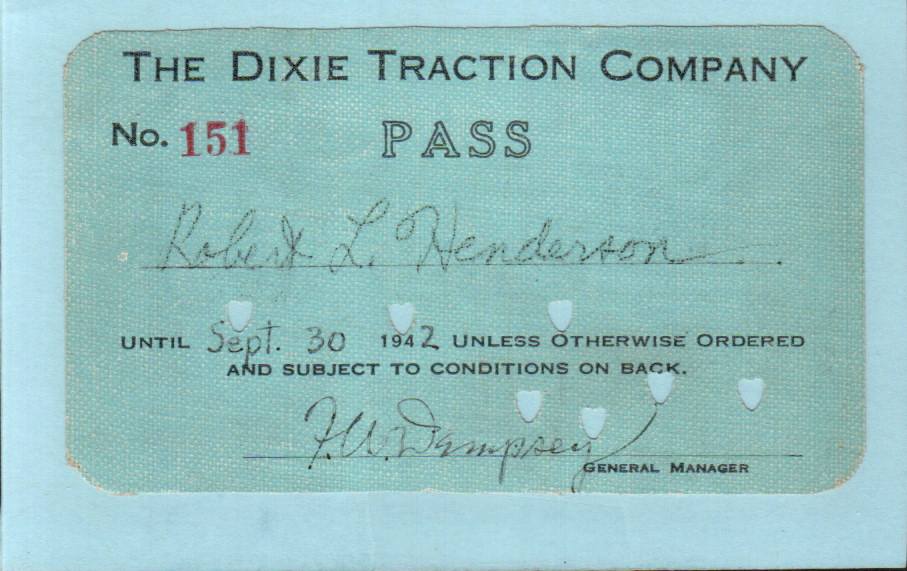 THE DIXIE TRACTION COMPANY
No. 151 PASS
Robert L. Henderson
UNTIL Sept. 30 1942 UNLESS OTHERWISE ORDERED
AND SUBJECT TO CONDITIONS ON BACK.
F.W. Dempsey
GENERAL MANAGER